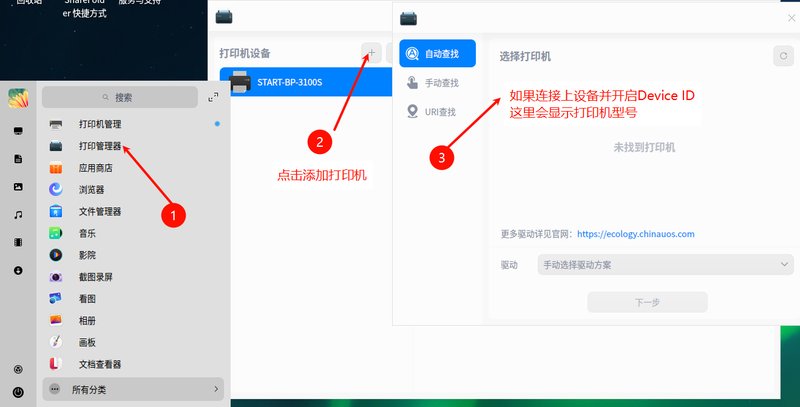 回收站
ShareFold
er 快捷方式
服务与支持
搜索
打印机管理
打印管理器
应用商店
浏览器
文件管理器
音乐
影院
截图录屏
看图
相册
画板
文档查看器
所有分类
1
打印机设备
START-BP-3100S
2
点击添加打印机
自动查找
手动查找
URI查找
选择打印机
如果连接上设备并开启Device ID
这里会显示打印机型号
3
未找到打印机
更多驱动详见官网：https://ecology.chinauos.com
驱动
手动选择驱动方案
下一步